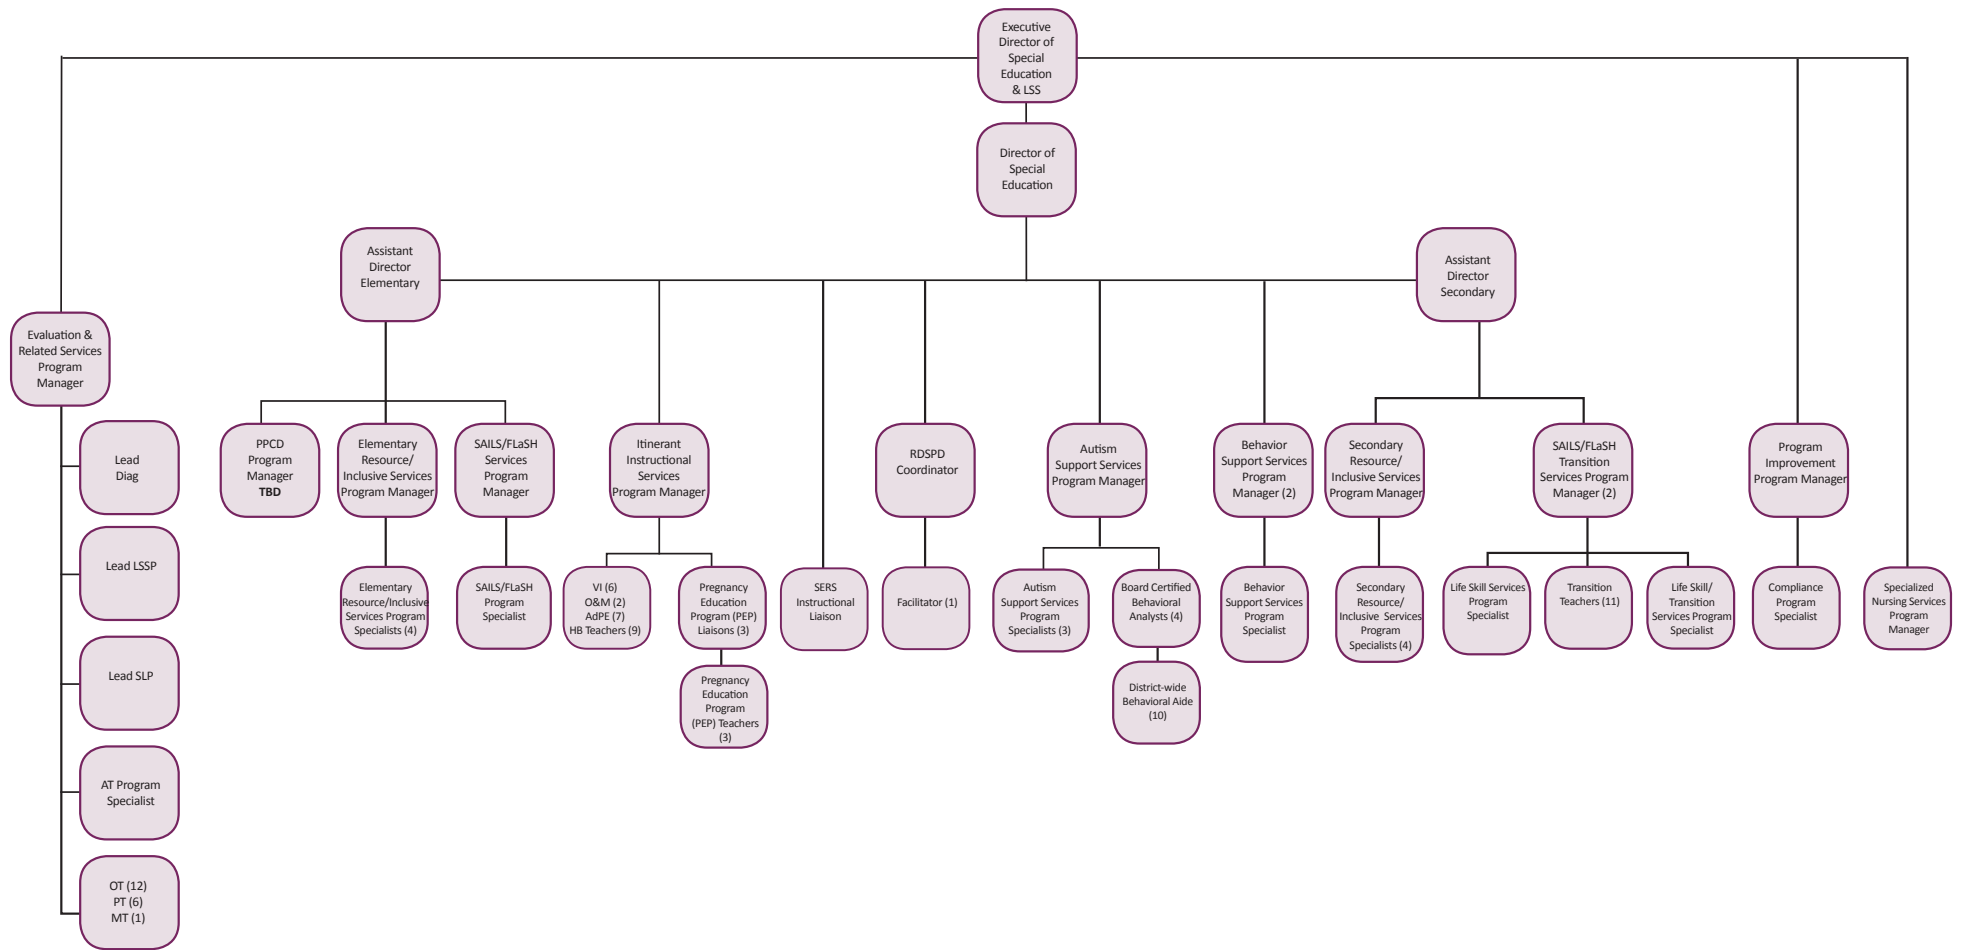 Executive
Director of
Special
Education
& LSS
Director of
Special
Education
Assistant
Director
Elementary
Assistant
Director
Secondary
Evaluation &
Related Services
Program
Manager
Lead
Diag
Lead LSSP
Lead SLP
AT Program
Specialist
OT (12)
PT (6)
MT (1)
PPCD
Program
Manager
TBD
Elementary
Resource/
Inclusive Services
Program Manager
SAILS/FLaSH
Services
Program
Manager
Itinerant
Instructional
Services
Program Manager
RDSPD
Coordinator
Autism
Support Services
Program Manager
Behavior
Support Services
Program
Manager (2)
Secondary
Resource/
Inclusive Services
Program Manager
SAILS/FLaSH
Transition
Services Program
Manager (2)
Program
Improvement
Program Manager
Elementary
Resource/Inclusive
Services Program
Specialists (4)
SAILS/FLaSH
Program
Specialist
VI (6)
O&M (2)
AdPE (7)
HB Teachers (9)
Pregnancy
Education
Program (PEP)
Liaisons (3)
SERS
Instructional
Liaison
Facilitator (1)
Autism
Support Services
Program
Specialists (3)
Board Certified
Behavioral
Analysts (4)
Behavior
Support Services
Program
Specialist
Secondary
Resource/
Inclusive Services
Program
Specialists (4)
Life Skill Services
Program
Specialist
Transition
Teachers (11)
Life Skill/
Transition
Services Program
Specialist
Compliance
Program
Specialist
Specialized
Nursing Services
Program
Manager
Pregnancy
Education
Program
(PEP) Teachers
(3)
District-wide
Behavioral Aide
(10)